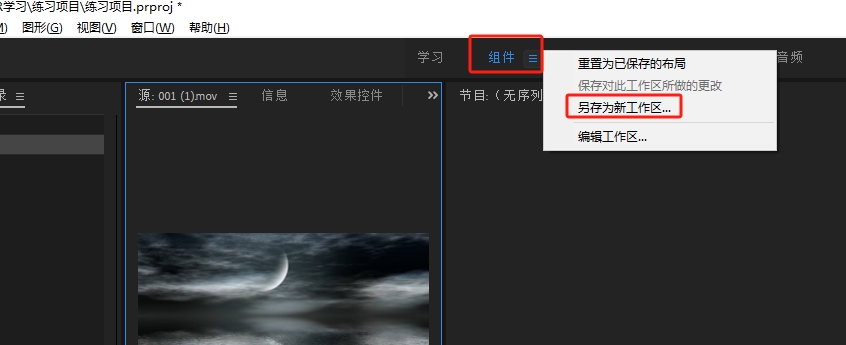 学习\练习项目\练习项目.prproj *
图形(G) 视图(V) 窗口(W) 帮助(H)
学习 组件 音频
重置为已保存的布局
保存对此工作区所做的更改
另存为新工作区...
编辑工作区...
源: 001 (1).mov 信息 效果控件 >> 节目:（无序列